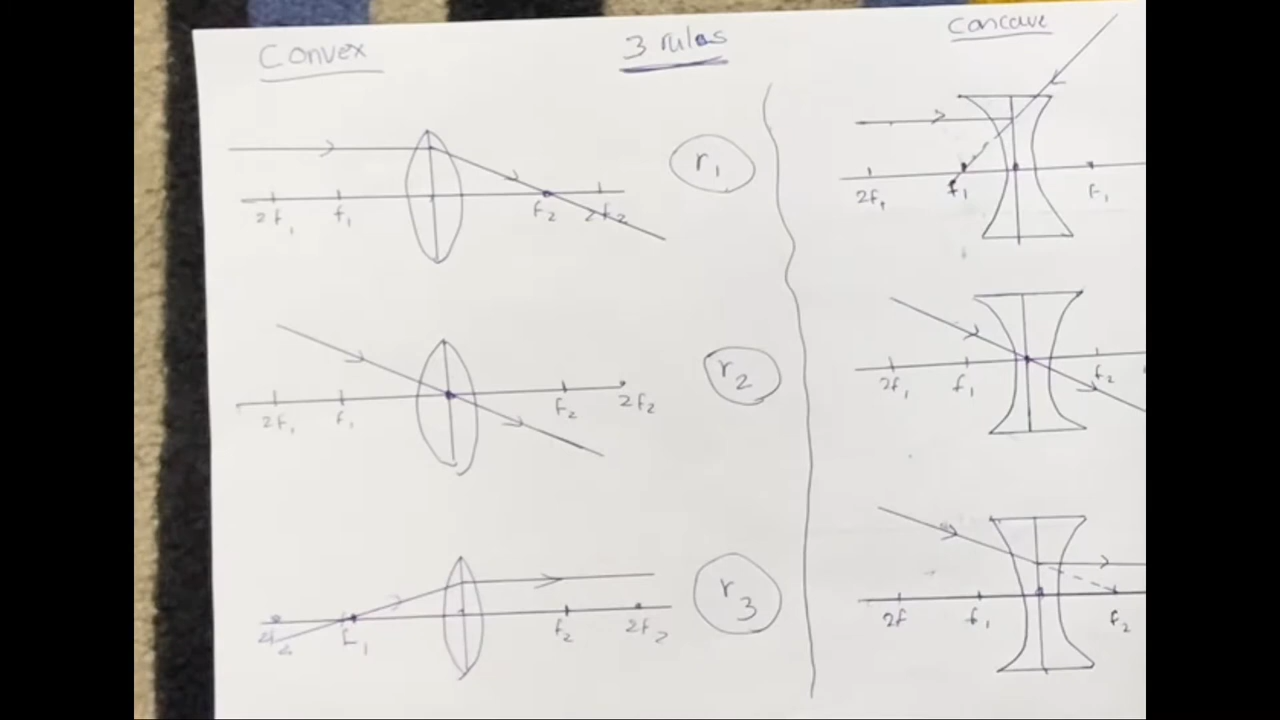 Convex
3 rules
Concave
2f₁ f₁ f₂ 2f₂
r₁
2f₁ f₁ f₁
2f₁ f₁ f₂ 2f₂
r₂
2f₁ f₁ f₂
f₁ f₂ 2f₂
r₃
2f f₁ f₂